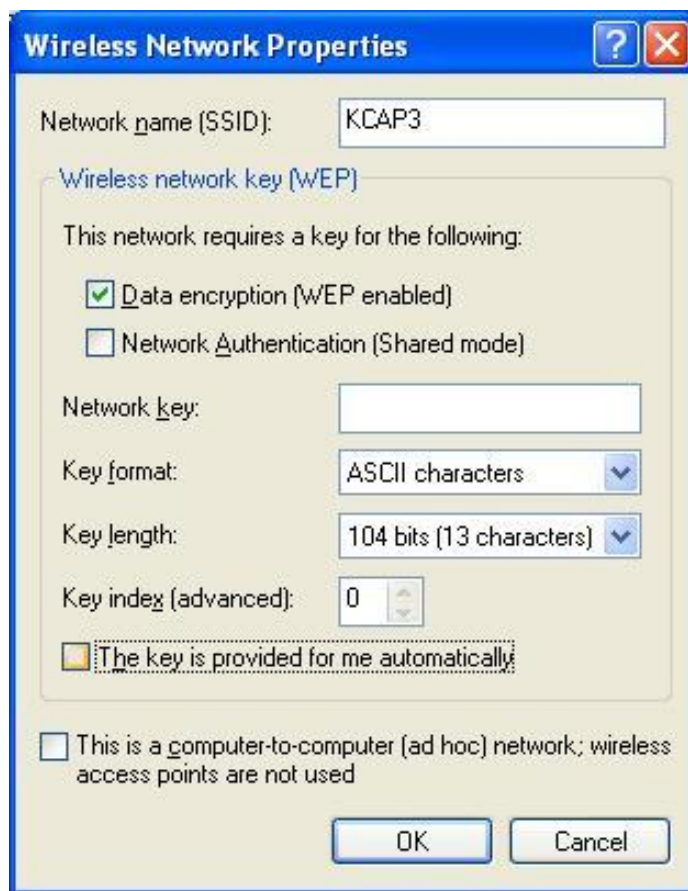 Wireless Network Properties
Network name (SSID): KCAP3
Wireless network key (WEP)
This network requires a key for the following:
Data encryption (WEP enabled)
Network Authentication (Shared mode)
Network key:
Key format: ASCII characters
Key length: 104 bits (13 characters)
Key index (advanced): 0
The key is provided for me automatically
This is a computer-to-computer (ad hoc) network; wireless
access points are not used
OK Cancel